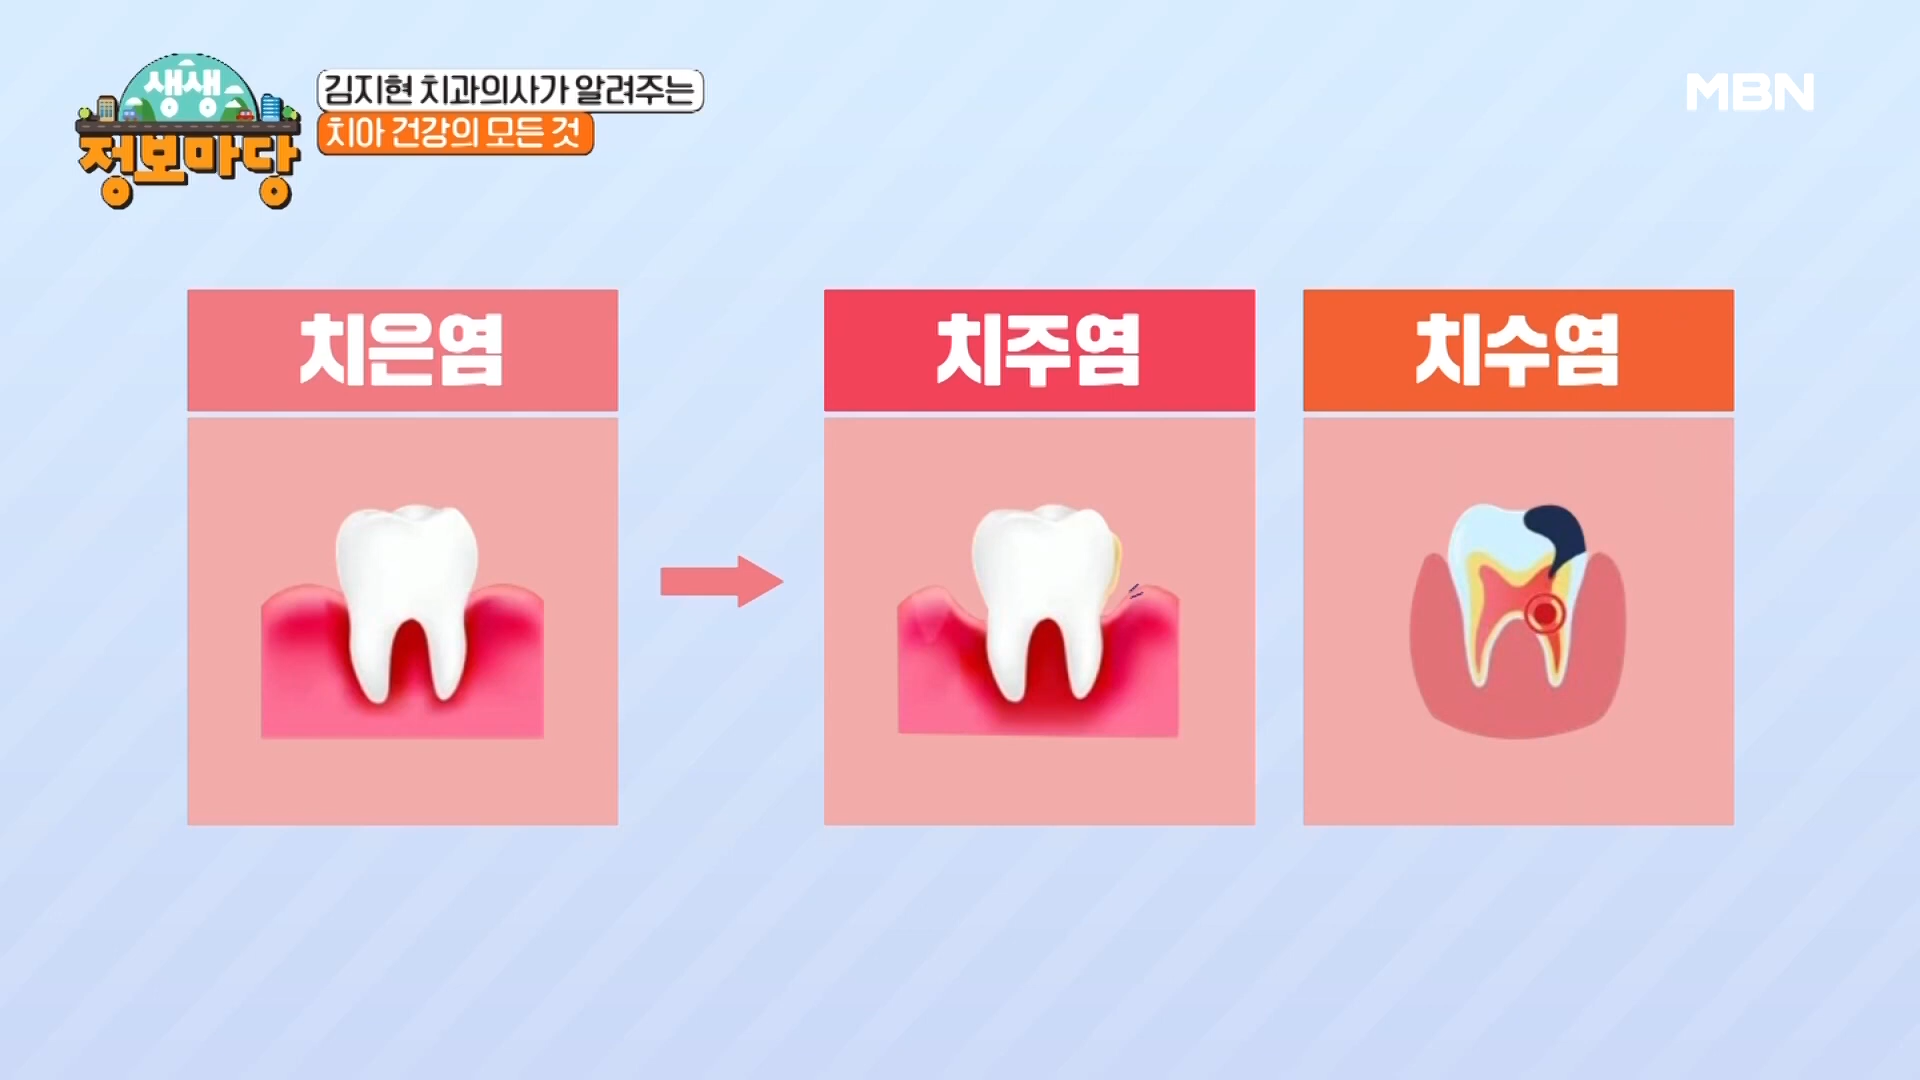 생생
정보마당
김지현 치과의사가 알려주는
치아 건강의 모든 것
MBN
치은염
치주염
치수염